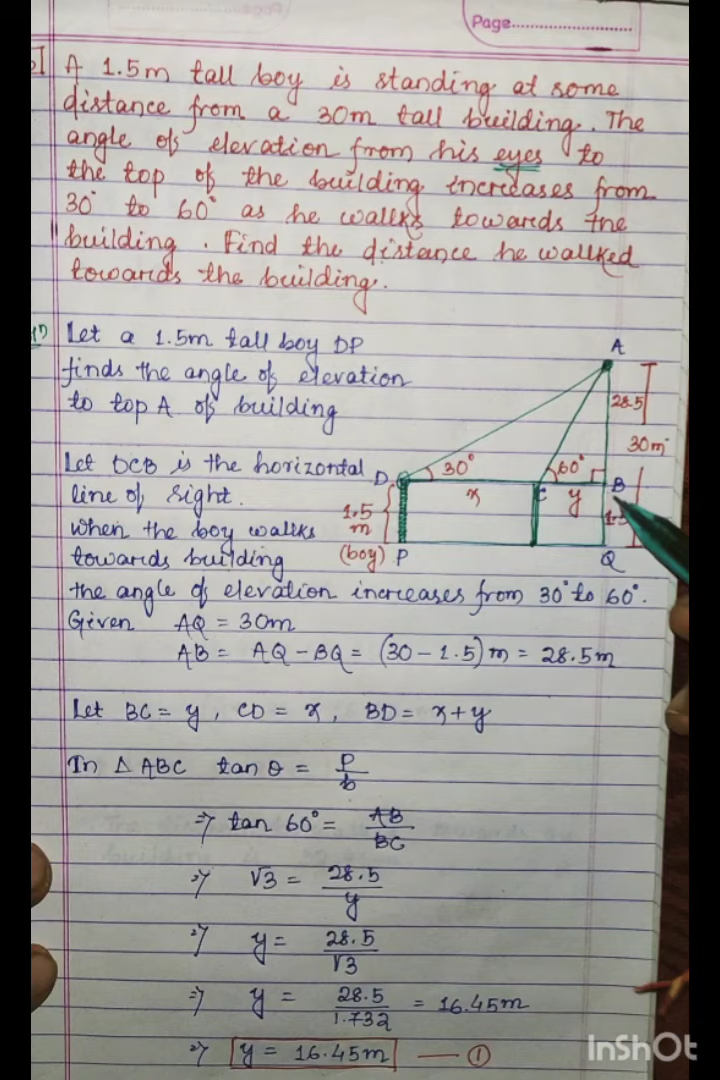 Page..............................
6] A 1.5m tall boy is standing at some
distance from a 30m tall building. The
angle of elevation from his eyes to
the top of the building increases from
30° to 60° as he wallks towards the
building. Find the distance he wallked
towards the building.
Let a 1.5m tall boy DP
finds the angle of elevation
to top A of building
Let DCB is the horizontal
line of sight.
when the boy wallks
towards building
the angle of elevation increases from 30° to 60°.
A
28.5
30m
D 30° C 60° B
x y
1.5
m
1.5
(boy) P Q
Given AQ = 30m
AB = AQ - BQ = (30 - 1.5) m = 28.5m
Let BC = y, CD = x, BD = x+y
In △ ABC tan θ = P/b
⇒ tan 60° = AB/BC
⇒ √3 = 28.5/y
⇒ y = 28.5/√3
⇒ y = 28.5/1.732 = 16.45m
⇒ y = 16.45m — ①
InShOt